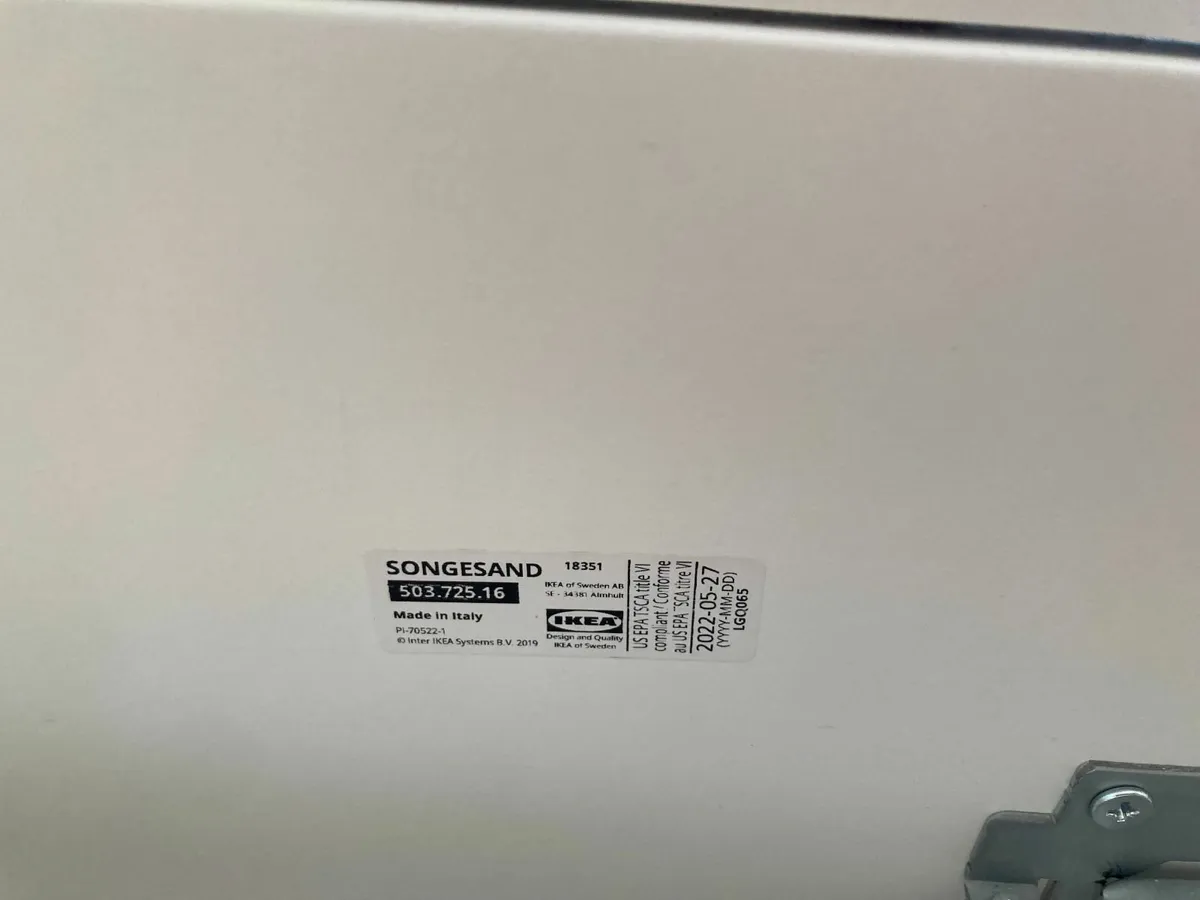 SONGESAND
503.725.16
Made in Italy
PI-70522-1
© Inter IKEA Systems B.V. 2019
18351
IKEA of Sweden AB
SE - 34381 Älmhult
IKEA
Design and Quality
IKEA of Sweden
US EPA TSCA title VI
compliant / Conforme
au US EPA TSCA titre VI
2022-05-27
(YYYY-MM-DD)
LGC065